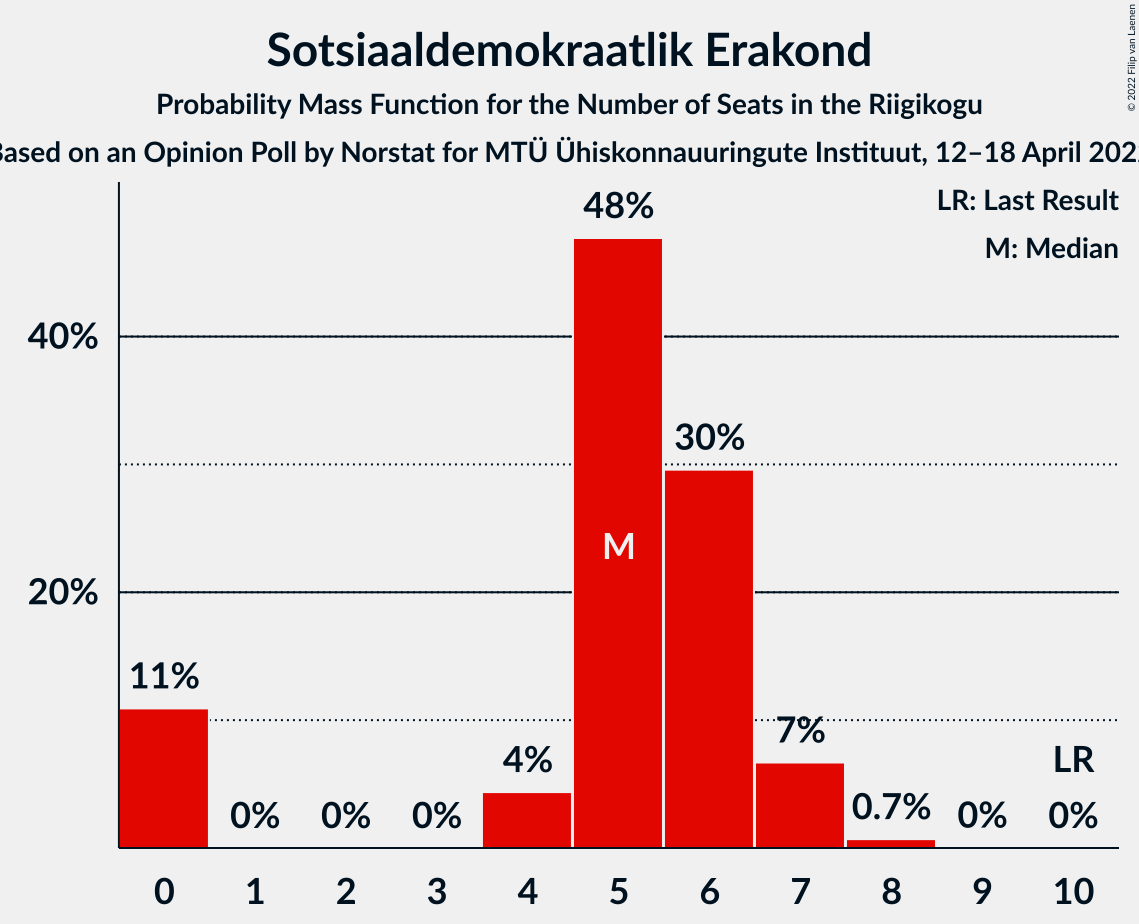 Sotsiaaldemokraatlik Erakond
Probability Mass Function for the Number of Seats in the Riigikogu
Based on an Opinion Poll by Norstat for MTÜ Ühiskonnauuringute Instituut, 12–18 April 2022
© 2022 Filip van Laenen
LR: Last Result
M: Median
48%
40%
30%
M
20%
11%
7%
4%
LR
0% 0% 0% 0.7% 0% 0%
0 1 2 3 4 5 6 7 8 9 10